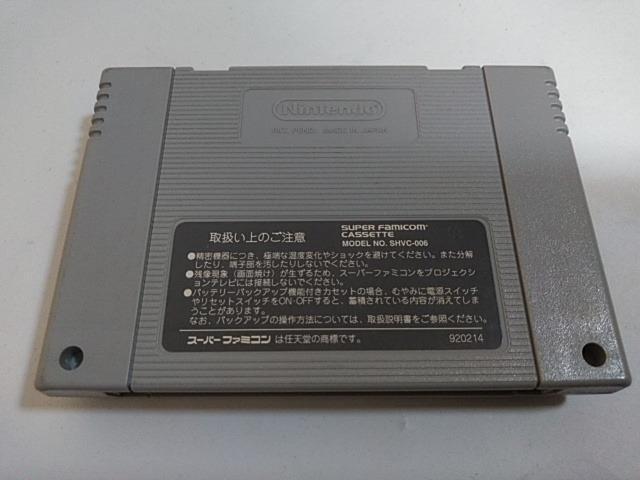 Nintendo
PAT. PEND. MADE IN JAPAN
取扱い上のご注意
SUPER FAMICOM
CASSETTE
MODEL NO. SHVC-006
●精密機器につき、極端な温度変化やショックを避けてください。また分解
したり、端子部を汚したりしないでください。
●残像現象（画面焼け）が生ずるため、スーパーファミコンをプロジェクシ
ョンテレビには接続しないでください。
●バッテリーバックアップ機能付きカセットの場合、むやみに電源スイッチ
やリセットスイッチをON・OFFすると、蓄積されている内容が消えてしま
うことがあります。
なお、バックアップの操作方法については、取扱説明書をご参照ください。
スーパーファミコンは任天堂の商標です。
920214